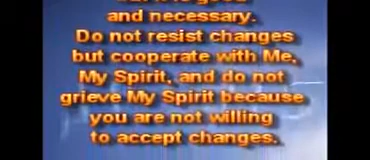 and necessary.
Do not resist changes
but cooperate with Me,
My Spirit, and do not
grieve My Spirit because
you are not willing
to accept changes.